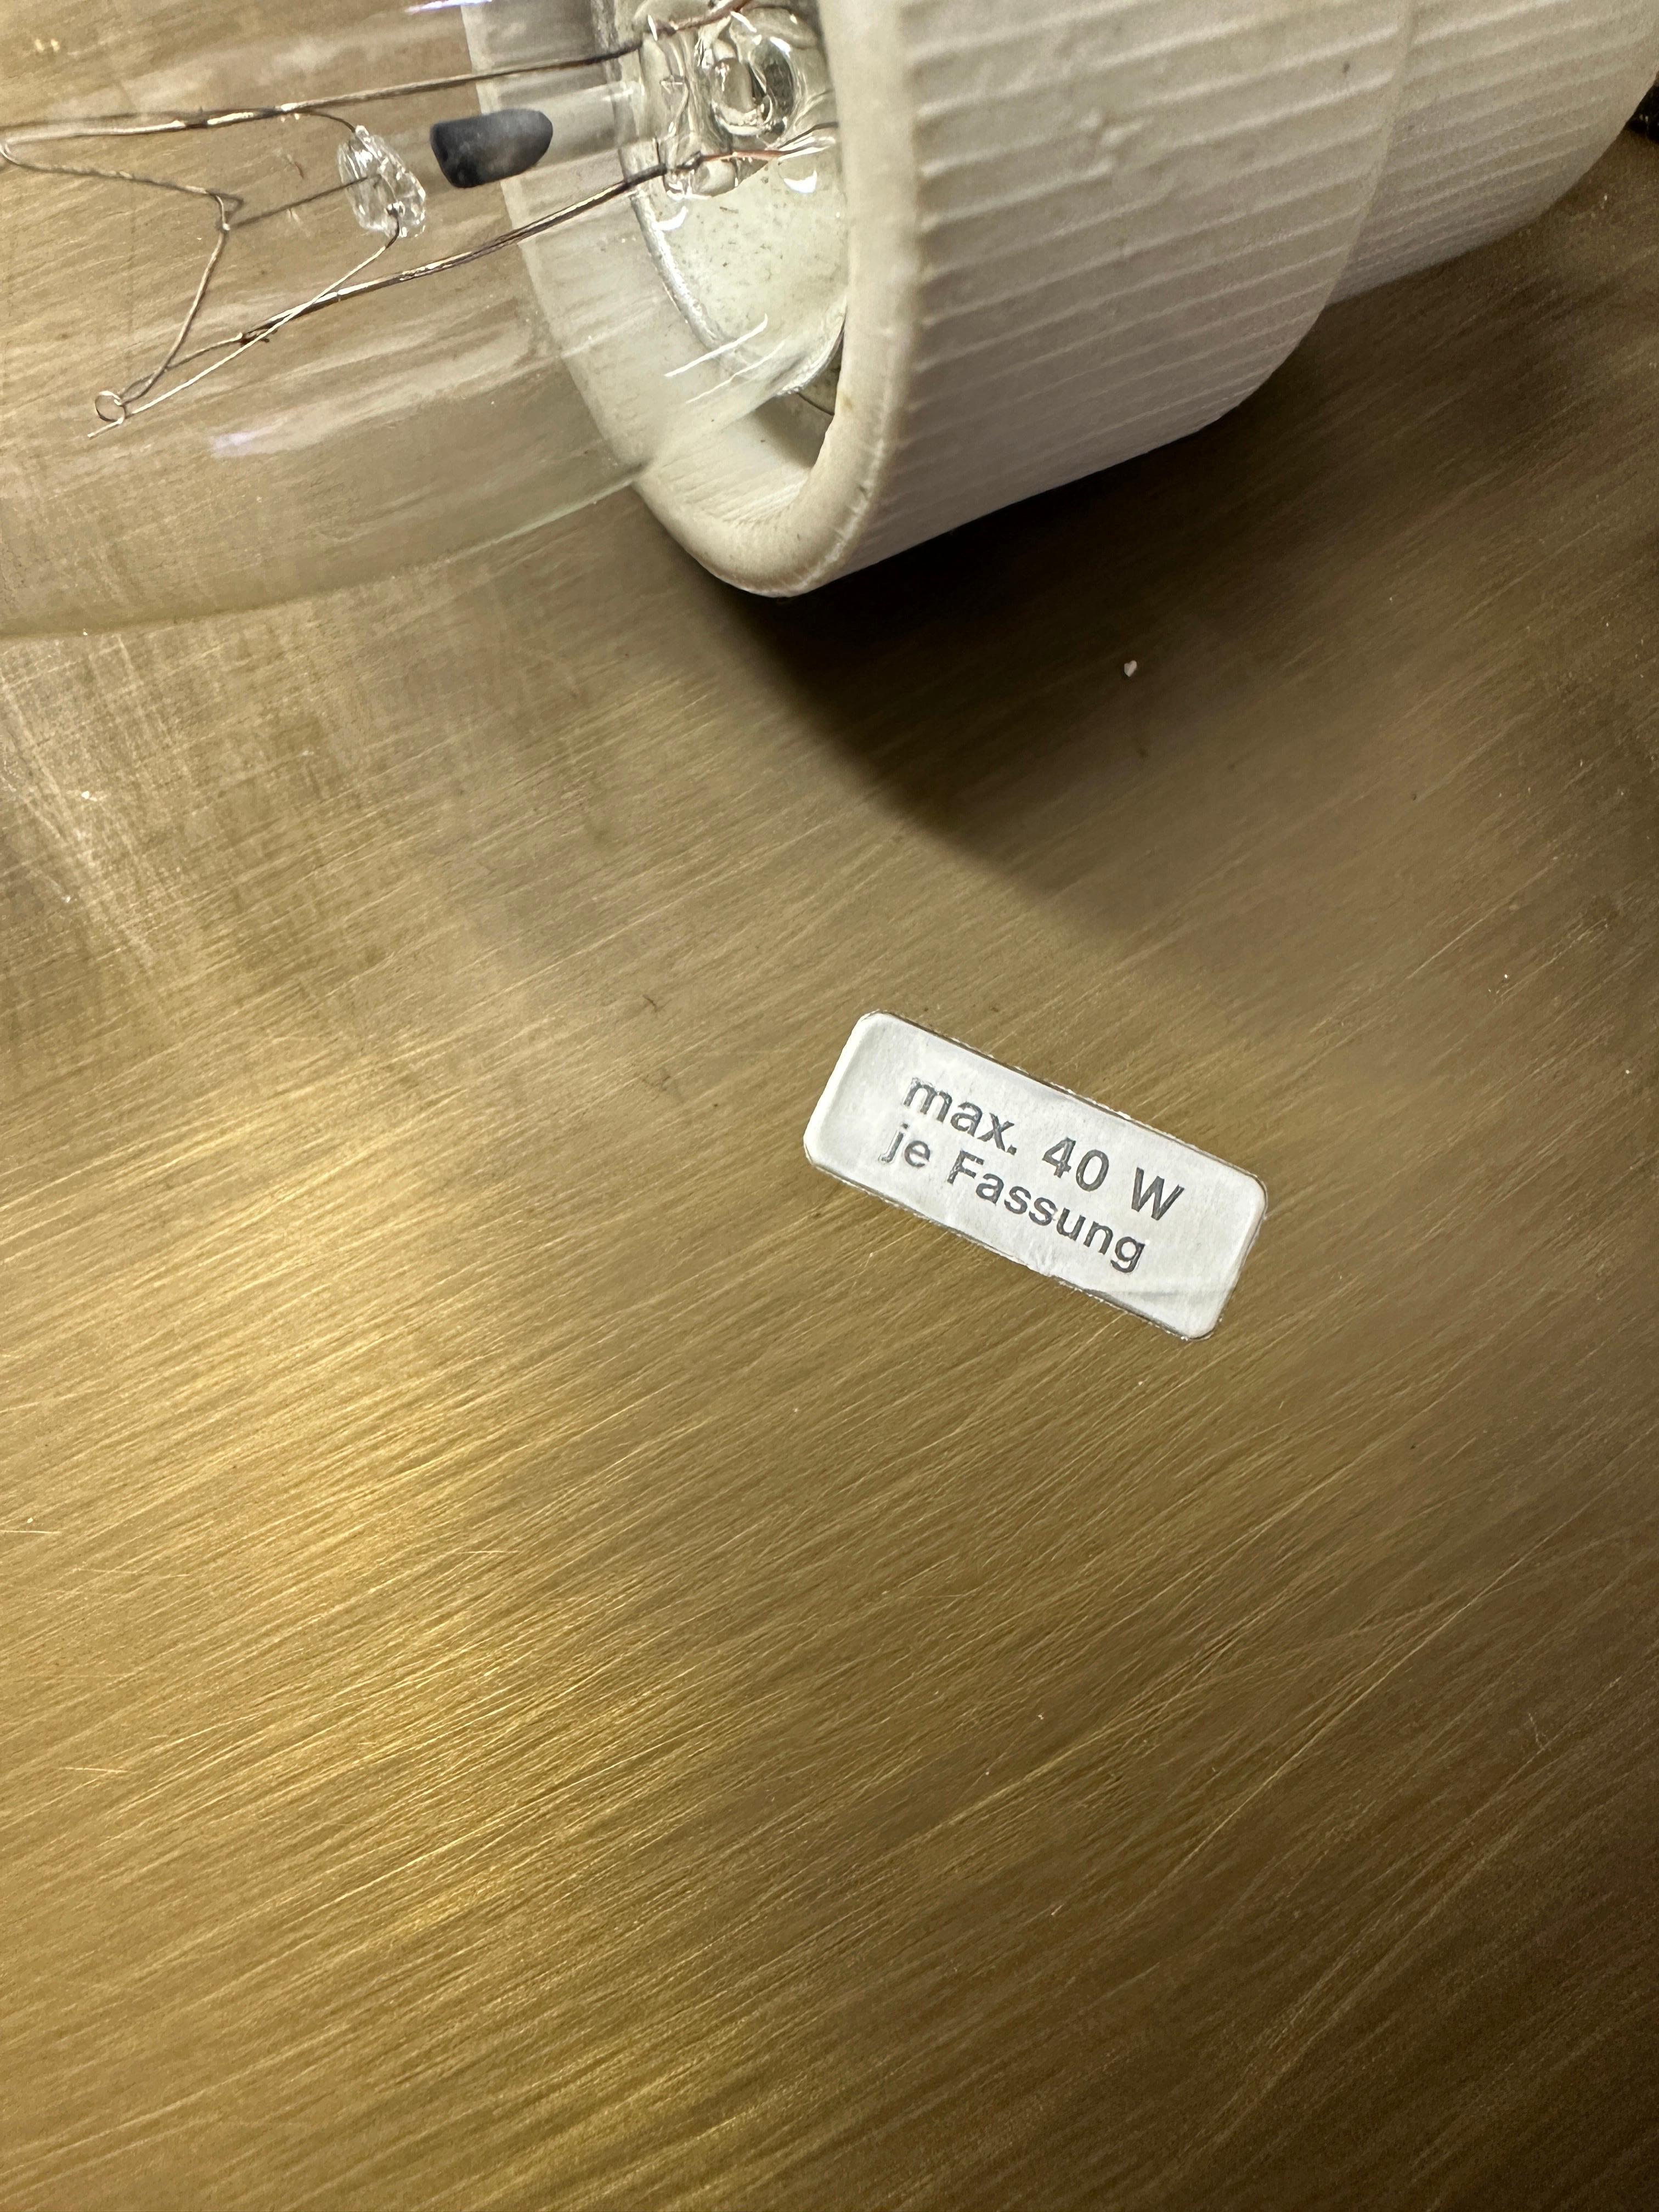 max. 40 W
je Fassung